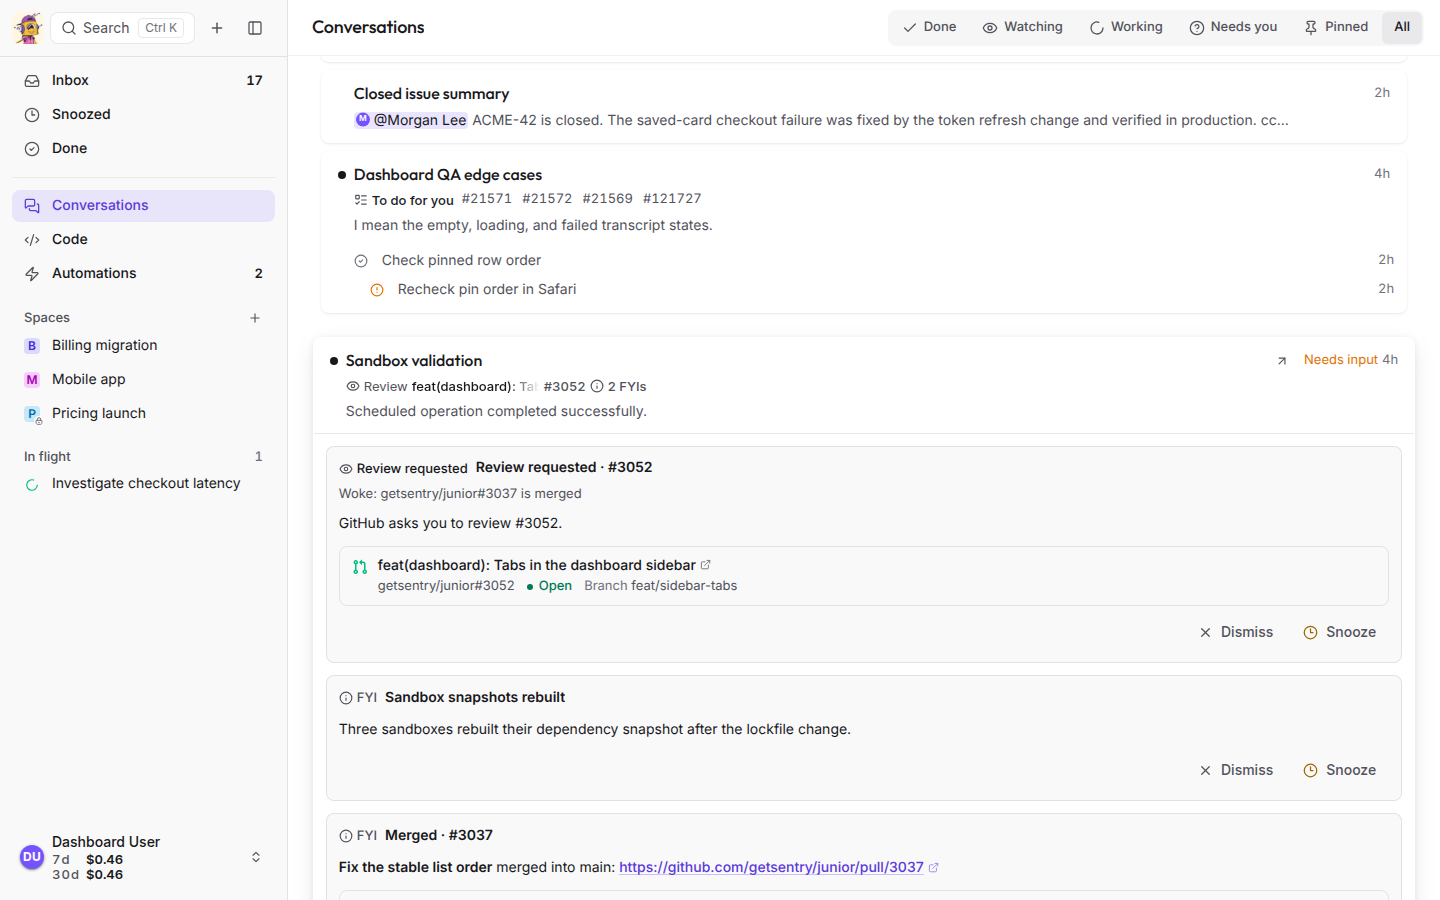 Search Ctrl K
Inbox 17
Snoozed
Done
Conversations
Code
Automations 2
Spaces
B Billing migration
M Mobile app
P Pricing launch
In flight 1
Investigate checkout latency
DU Dashboard User
7d $0.46
30d $0.46
Conversations
Done Watching Working Needs you Pinned All
Closed issue summary 2h
M @Morgan Lee ACME-42 is closed. The saved-card checkout failure was fixed by the token refresh change and verified in production. cc...
Dashboard QA edge cases 4h
To do for you #21571 #21572 #21569 #121727
I mean the empty, loading, and failed transcript states.
Check pinned row order 2h
Recheck pin order in Safari 2h
Sandbox validation Needs input 4h
Review feat(dashboard): Tab #3052 2 FYIs
Scheduled operation completed successfully.
Review requested Review requested · #3052
Woke: getsentry/junior#3037 is merged
GitHub asks you to review #3052.
feat(dashboard): Tabs in the dashboard sidebar
getsentry/junior#3052 Open Branch feat/sidebar-tabs
Dismiss Snooze
FYI Sandbox snapshots rebuilt
Three sandboxes rebuilt their dependency snapshot after the lockfile change.
Dismiss Snooze
FYI Merged · #3037
Fix the stable list order merged into main: https://github.com/getsentry/junior/pull/3037